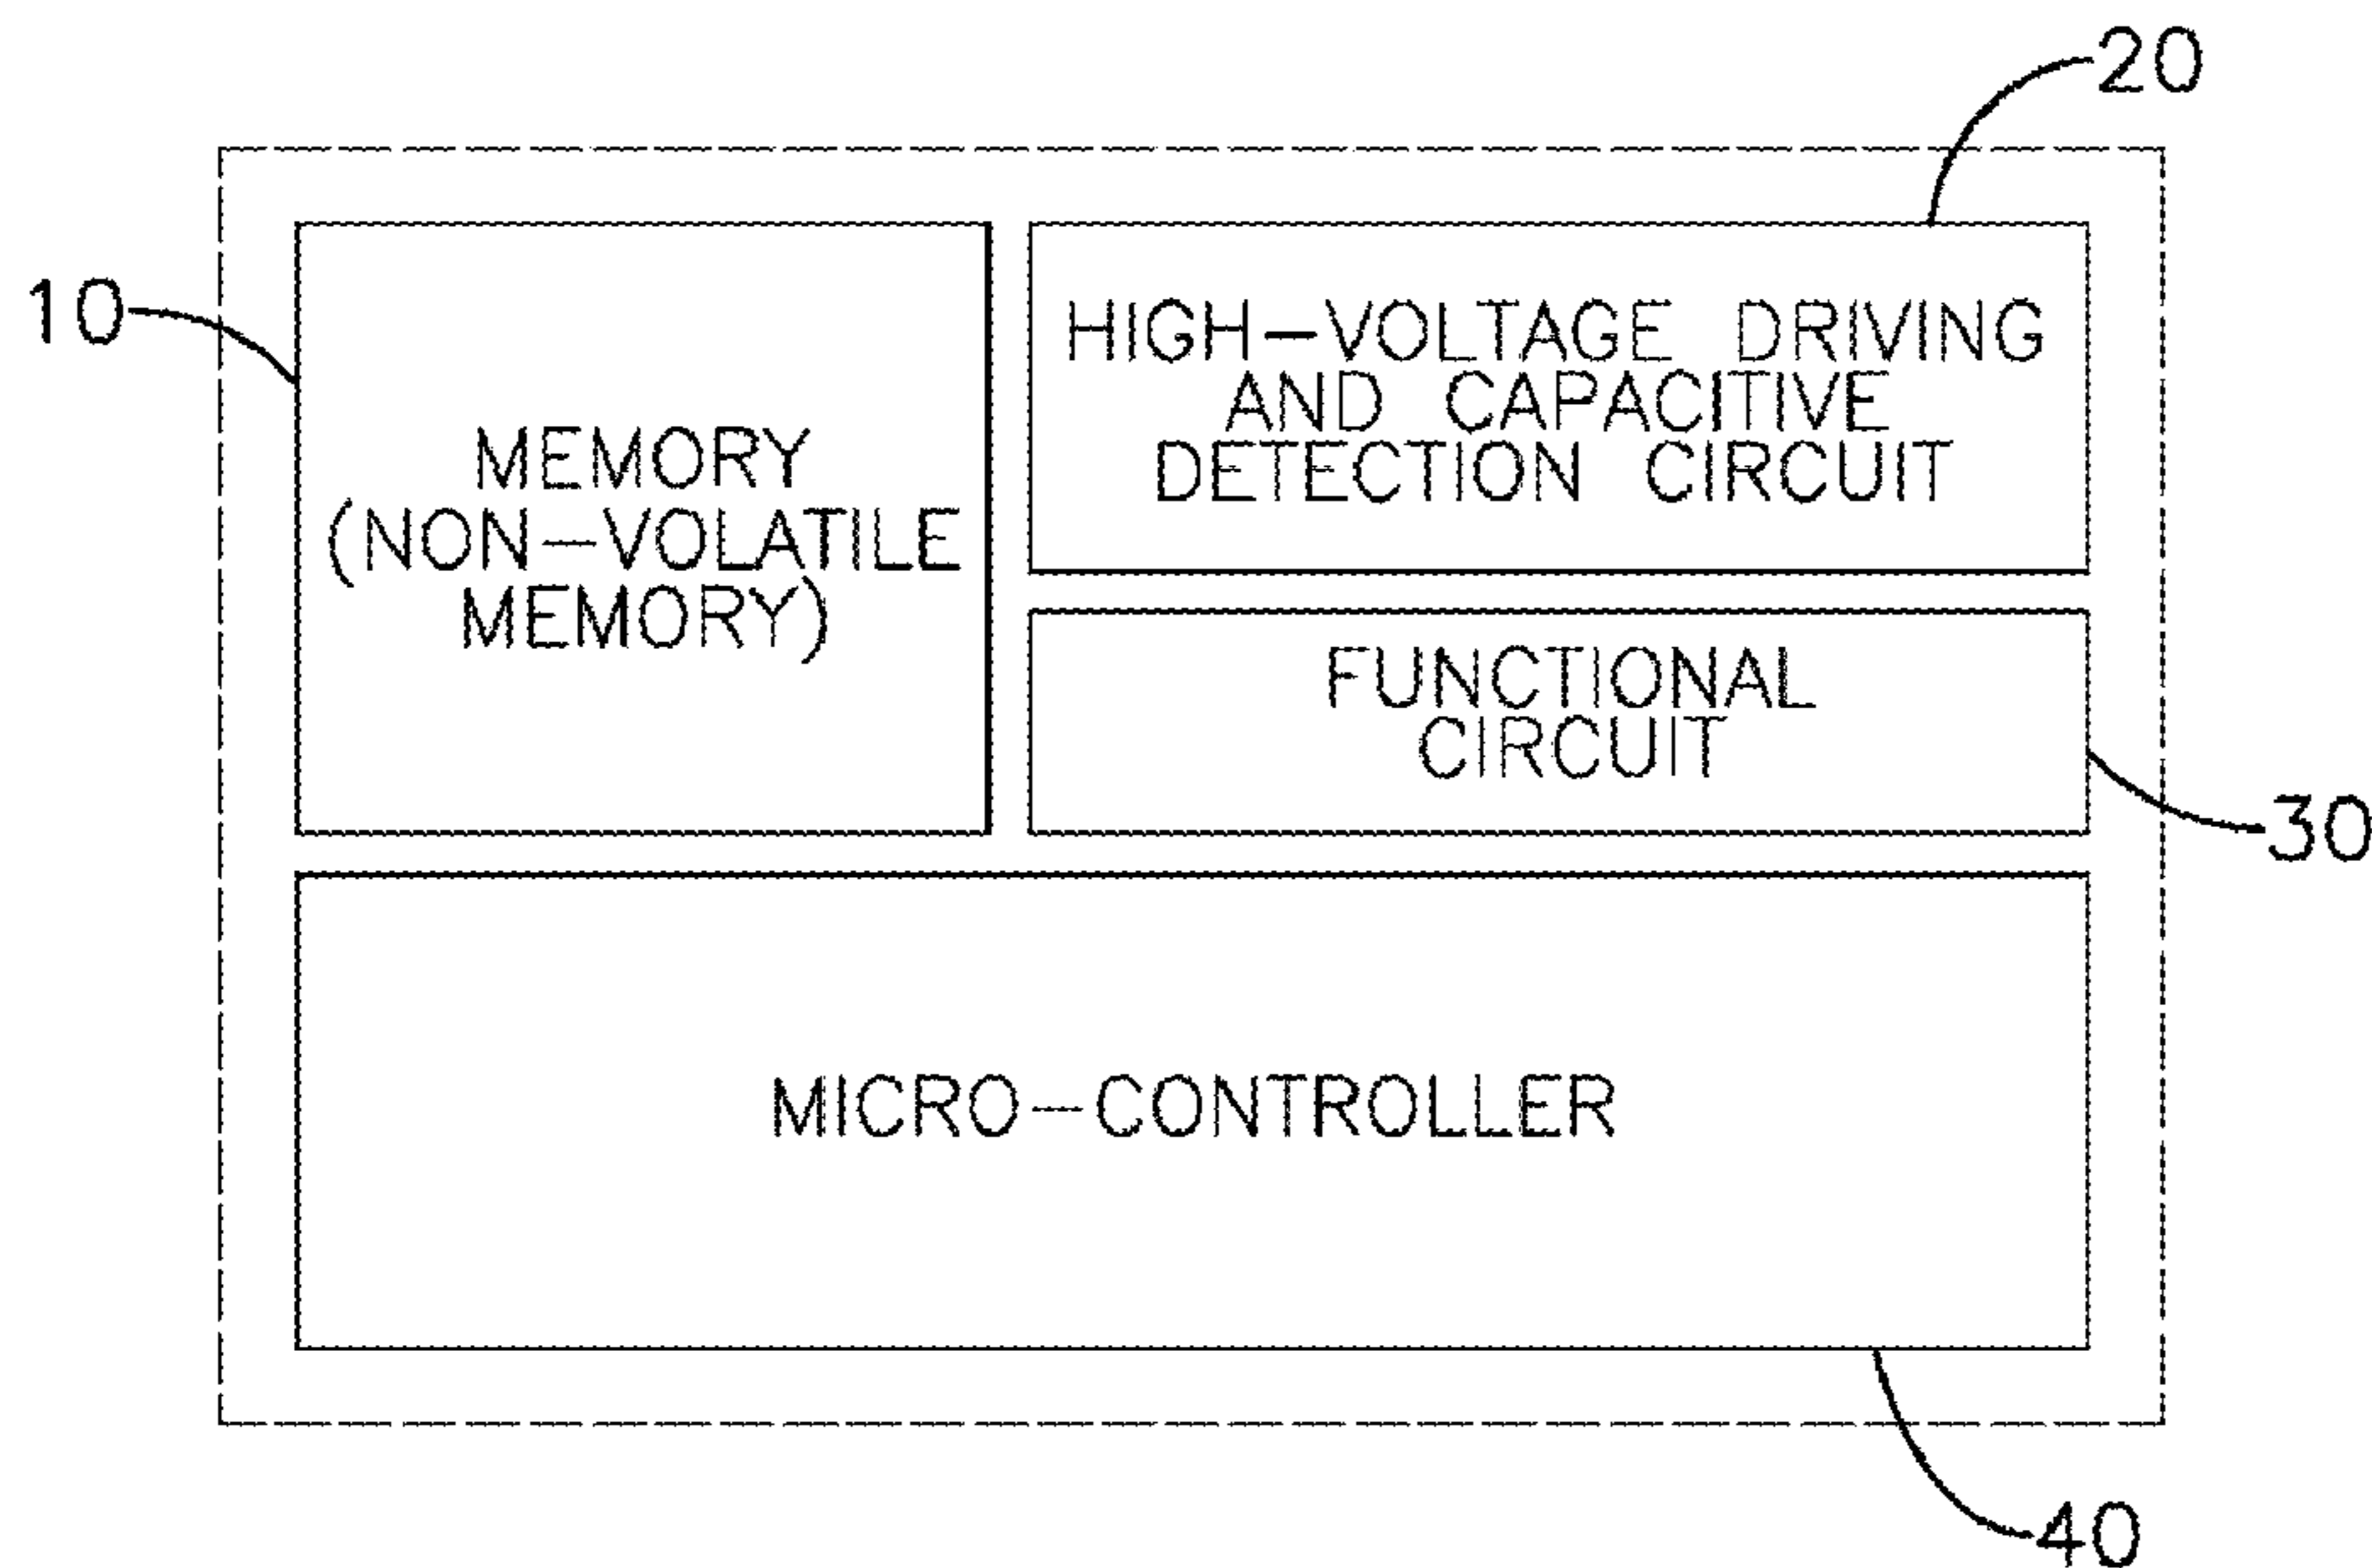 20
10
HIGH-VOLTAGE DRIVING
AND CAPACITIVE
DETECTION CIRCUIT
MEMORY
(NON-VOLATILE
MEMORY)
FUNCTIONAL
CIRCUIT
30
MICRO-CONTROLLER
40